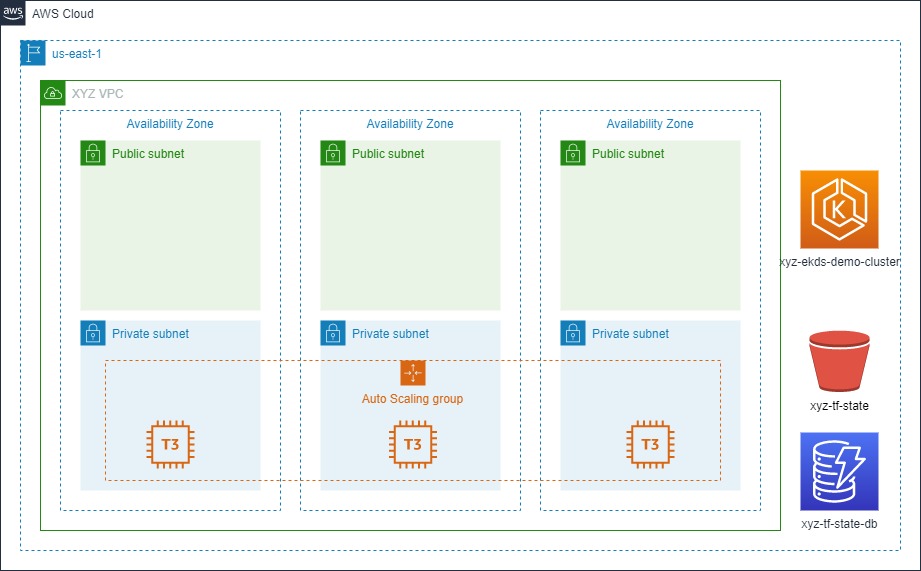 aws
AWS Cloud
us-east-1
XYZ VPC
Availability Zone
Availability Zone
Availability Zone
Public subnet
Public subnet
Public subnet
K
xyz-ekds-demo-cluster
Private subnet
Private subnet
Private subnet
Auto Scaling group
xyz-tf-state
T3
T3
T3
xyz-tf-state-db